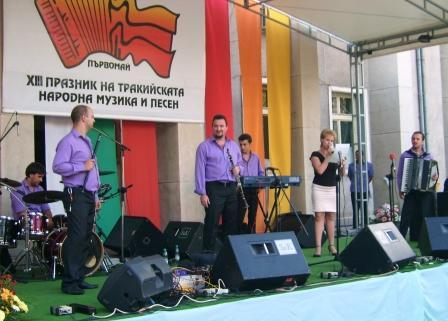 ПЪРВОМАЙ
XIII ПРАЗНИК НА ТРАКИЙСКАТА
НАРОДНА МУЗИКА И ПЕСЕН